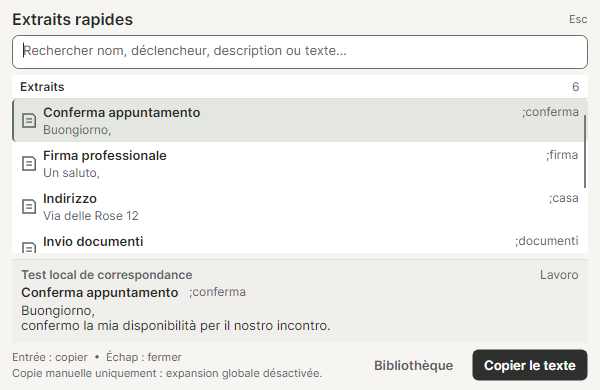 Extraits rapides Esc
Rechercher nom, déclencheur, description ou texte...
Extraits 6
Conferma appuntamento ;conferma
Buongiorno,
Firma professionale ;firma
Un saluto,
Indirizzo ;casa
Via delle Rose 12
Invio documenti ;documenti
Test local de correspondance Lavoro
Conferma appuntamento ;conferma
Buongiorno,
confermo la mia disponibilità per il nostro incontro.
Entrée : copier • Échap : fermer
Copie manuelle uniquement : expansion globale désactivée.
Bibliothèque Copier le texte